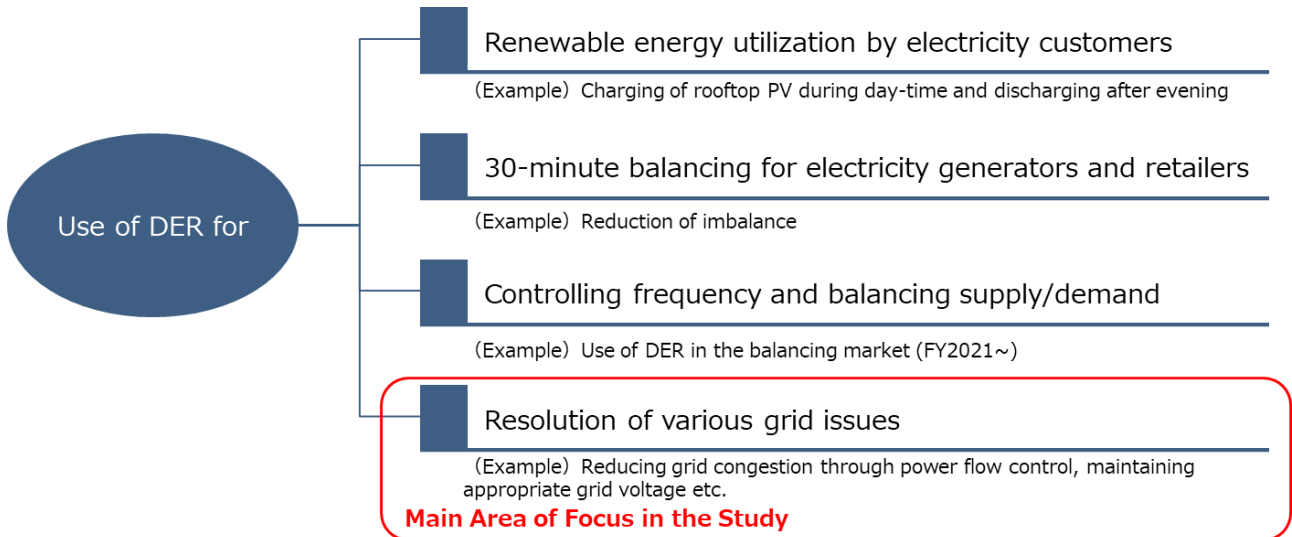 Use of DER for
Renewable energy utilization by electricity customers
（Example）Charging of rooftop PV during day-time and discharging after evening
30-minute balancing for electricity generators and retailers
（Example）Reduction of imbalance
Controlling frequency and balancing supply/demand
（Example）Use of DER in the balancing market (FY2021~)
Resolution of various grid issues
（Example）Reducing grid congestion through power flow control, maintaining
appropriate grid voltage etc.
Main Area of Focus in the Study